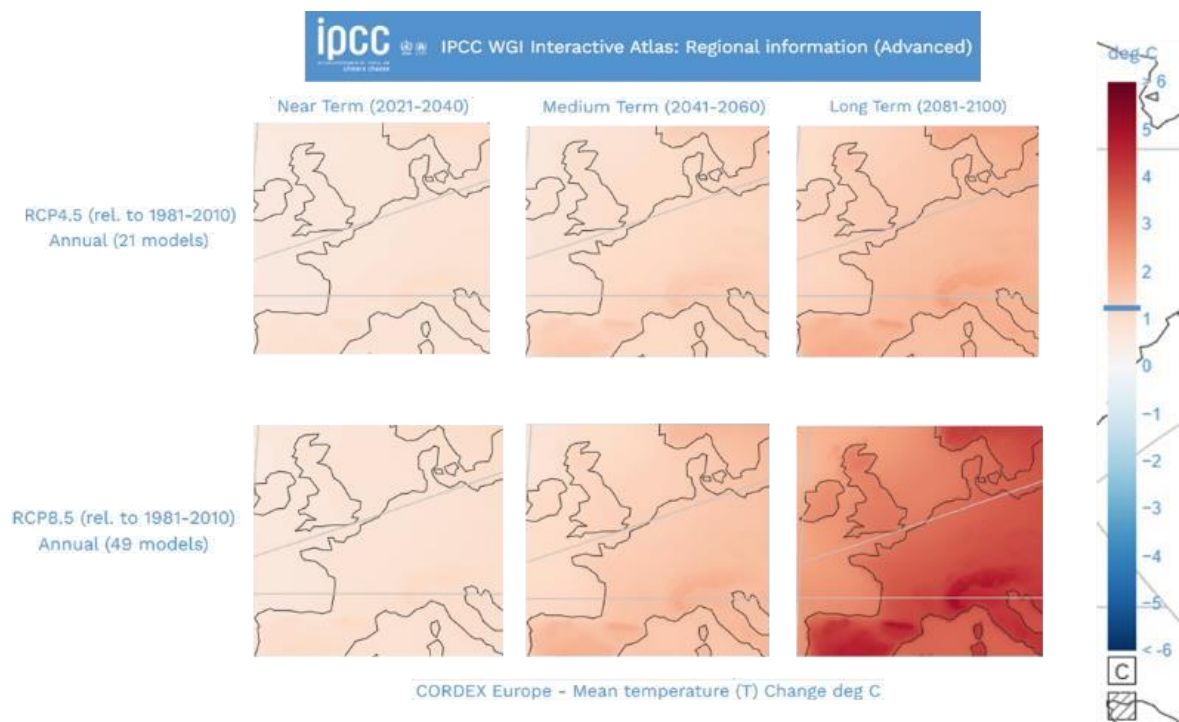 ipcc
climate change
IPCC WGI Interactive Atlas: Regional information (Advanced)
Near Term (2021-2040)
Medium Term (2041-2060)
Long Term (2081-2100)
RCP4.5 (rel. to 1981-2010)
Annual (21 models)
RCP8.5 (rel. to 1981-2010)
Annual (49 models)
CORDEX Europe - Mean temperature (T) Change deg C
deg C
> 6
5
4
3
2
1
0
-1
-2
-3
-4
-5
< -6
C